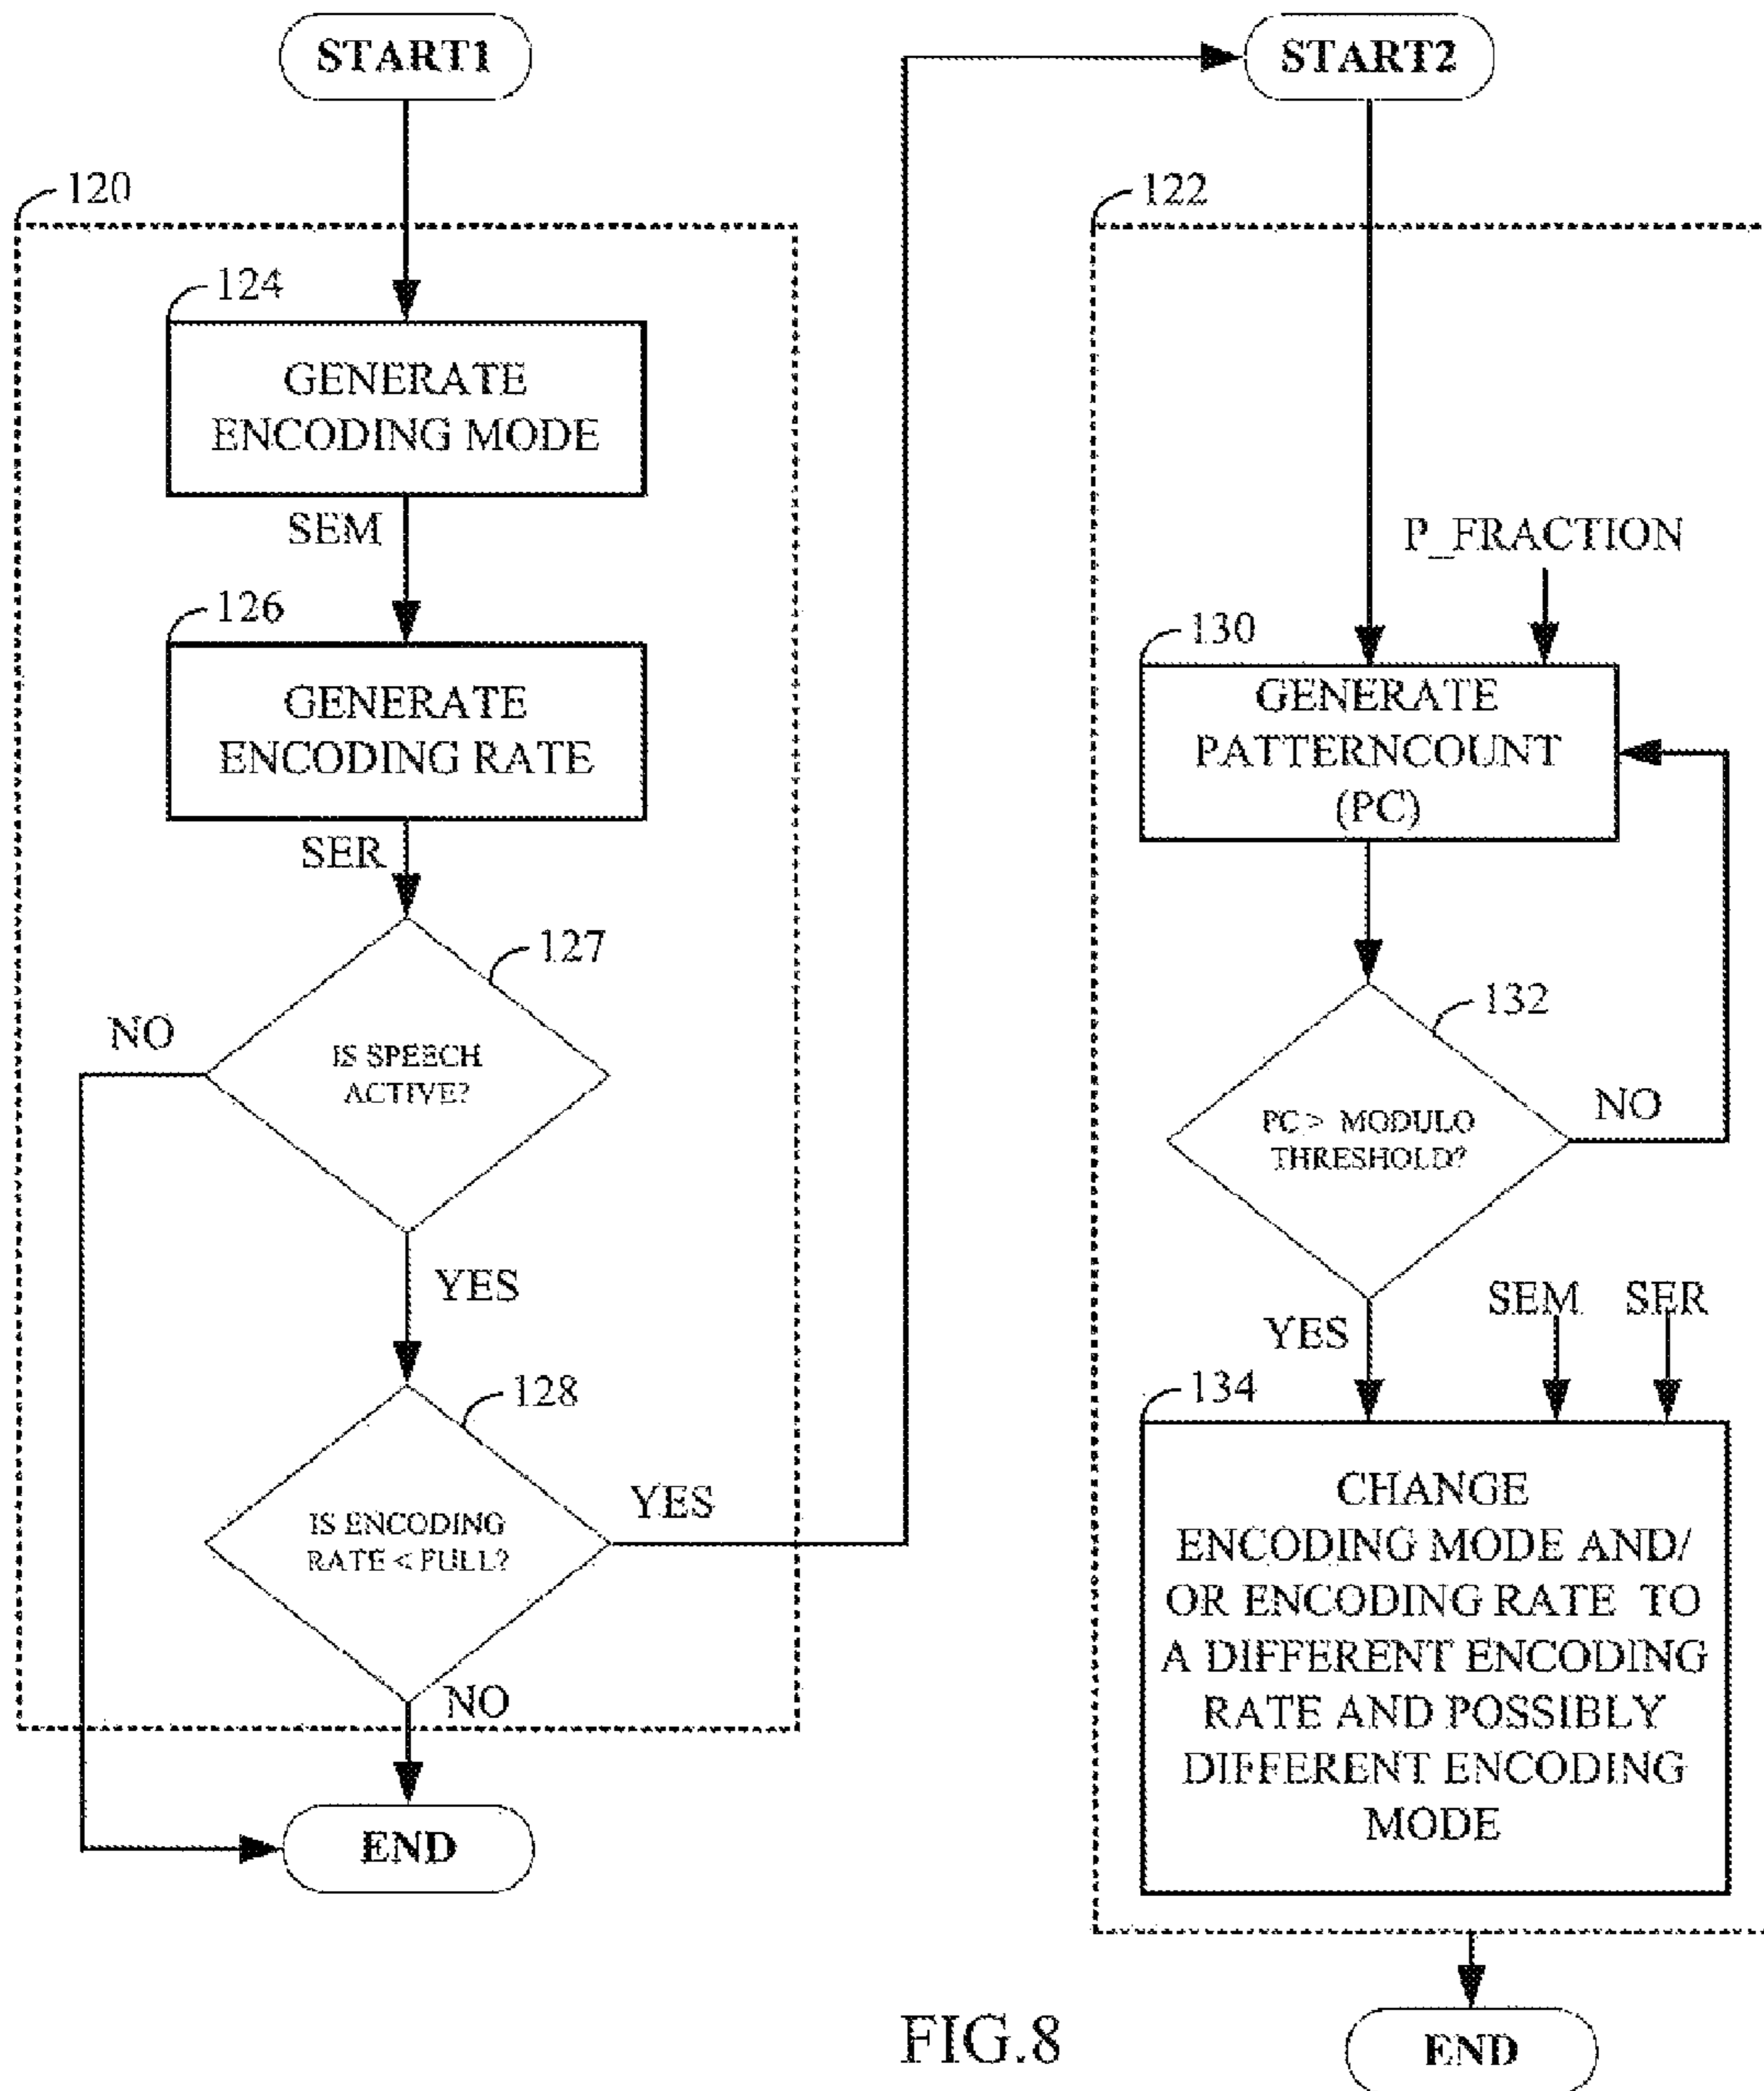 START1
120
124
GENERATE
ENCODING MODE
SEM
126
GENERATE
ENCODING RATE
SER
127
IS SPEECH
ACTIVE?
NO
YES
128
IS ENCODING
RATE < FULL?
YES
NO
END
START2
122
P_FRACTION
130
GENERATE
PATTERNCOUNT
(PC)
132
PC > MODULO
THRESHOLD?
NO
YES
SEM
SER
134
CHANGE
ENCODING MODE AND/
OR ENCODING RATE TO
A DIFFERENT ENCODING
RATE AND POSSIBLY
DIFFERENT ENCODING
MODE
END
FIG.8